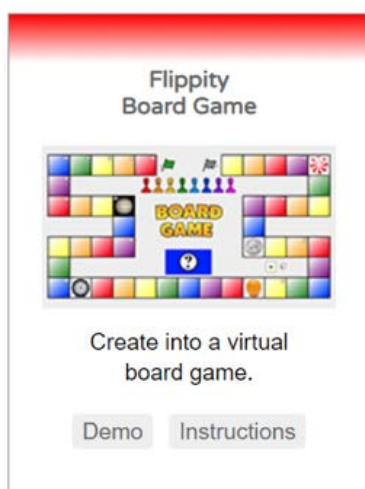 Flippity
Board Game
BOARD
GAME
?
Create into a virtual
board game.
Demo
Instructions